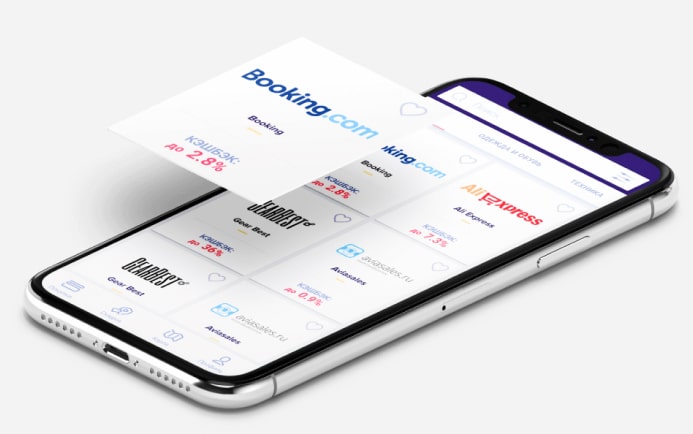 Booking.com
Booking
КЭШБЭК:
до 2.8%
Поиск
ОДЕЖДА И ОБУВЬ
ТЕХНИКА
Booking.com
Booking
КЭШБЭК:
до 2.8%
AliExpress
Ali Express
КЭШБЭК:
до 7.3%
GEARBEST
Gear Best
КЭШБЭК:
до 36%
aviasales.ru
Aviasales
КЭШБЭК:
до 0.9%
GEARBEST
Gear Best
aviasales.ru
Aviasales